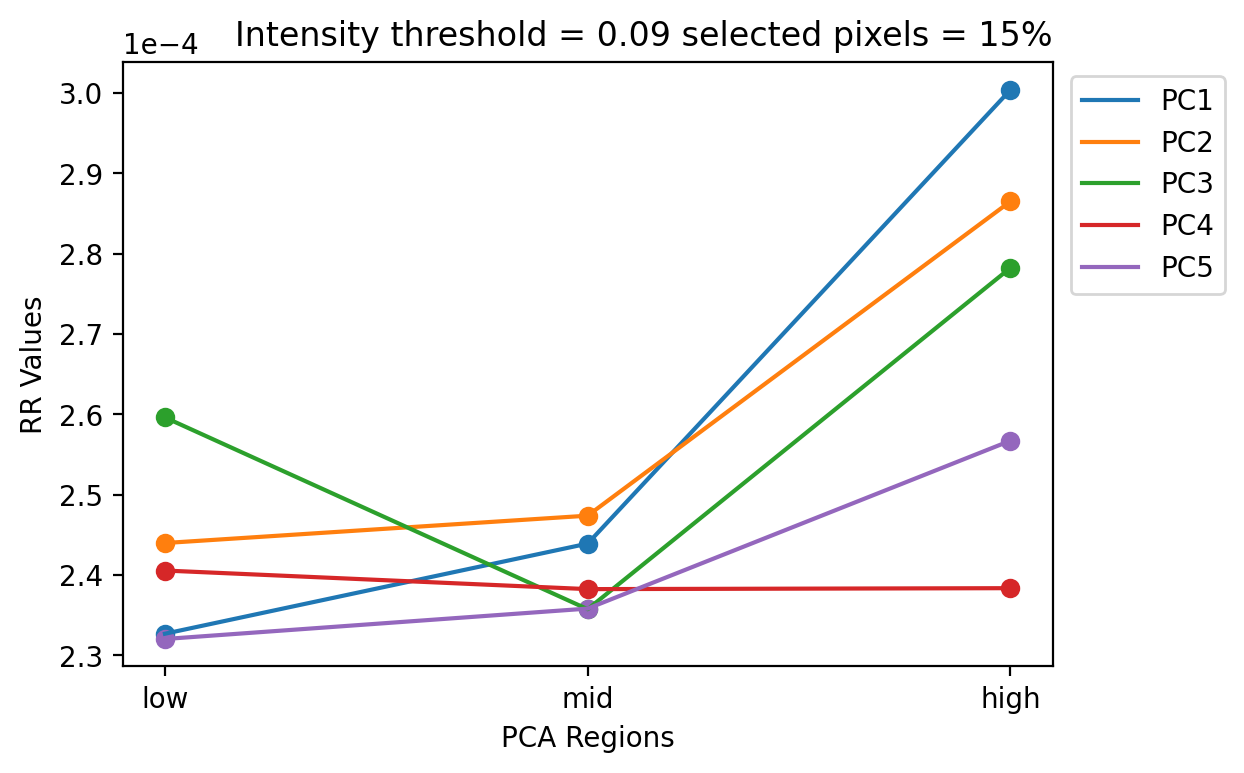 Intensity threshold = 0.09 selected pixels = 15%
1e−4
3.0
2.9
2.8
2.7
2.6
2.5
2.4
2.3
RR Values
low mid high
PCA Regions
PC1
PC2
PC3
PC4
PC5